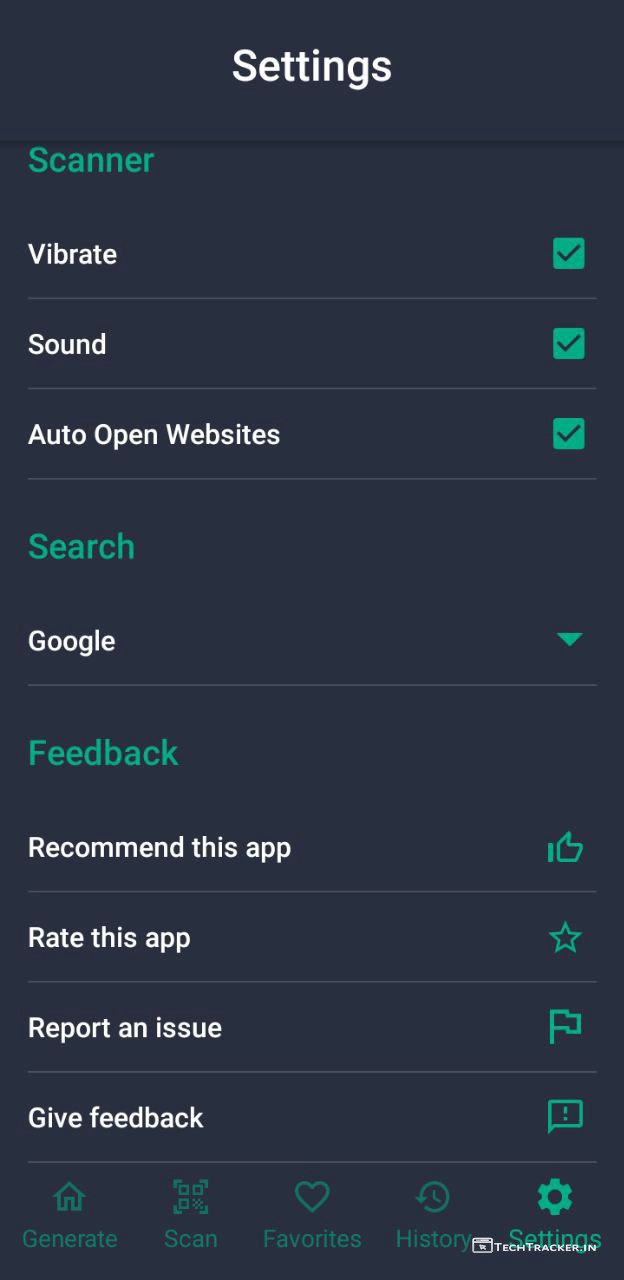 Settings
Scanner
Vibrate
Sound
Auto Open Websites
Search
Google
Feedback
Recommend this app
Rate this app
Report an issue
Give feedback
Generate Scan Favorites History Settings
TECHTRACKER.IN